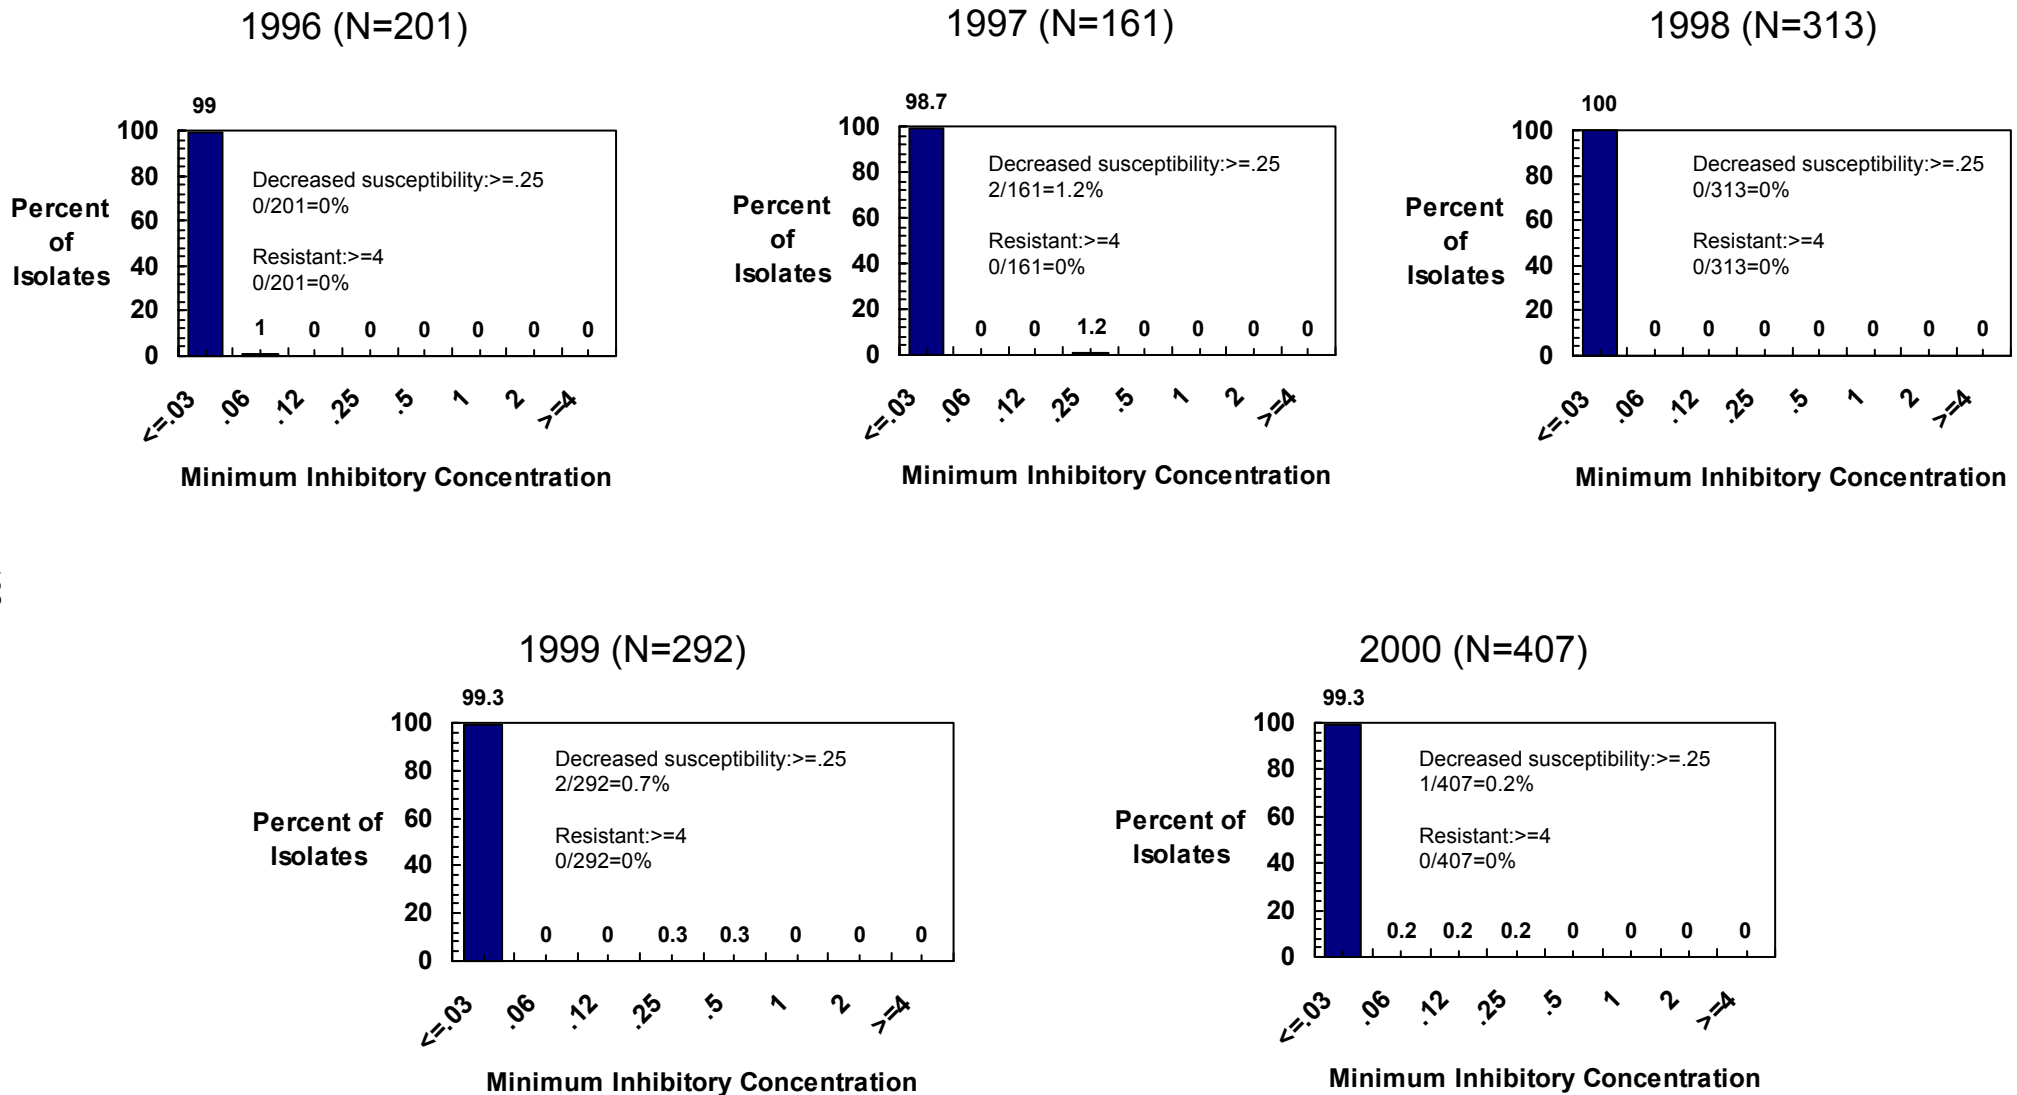 1996 (N=201)
99
100
80
60
40
20
0
Percent
of
Isolates
Decreased susceptibility:>=.25
0/201=0%
Resistant:>=4
0/201=0%
1 0 0 0 0 0 0
<=.03 .06 .12 .25 .5 1 2 >=4
Minimum Inhibitory Concentration
1997 (N=161)
98.7
100
80
60
40
20
0
Percent
of
Isolates
Decreased susceptibility:>=.25
2/161=1.2%
Resistant:>=4
0/161=0%
0 0 1.2 0 0 0 0
<=.03 .06 .12 .25 .5 1 2 >=4
Minimum Inhibitory Concentration
1998 (N=313)
100
100
80
60
40
20
0
Percent
of
Isolates
Decreased susceptibility:>=.25
0/313=0%
Resistant:>=4
0/313=0%
0 0 0 0 0 0 0
<=.03 .06 .12 .25 .5 1 2 >=4
Minimum Inhibitory Concentration
1999 (N=292)
99.3
100
80
60
40
20
0
Percent of
Isolates
Decreased susceptibility:>=.25
2/292=0.7%
Resistant:>=4
0/292=0%
0 0 0.3 0.3 0 0 0
<=.03 .06 .12 .25 .5 1 2 >=4
Minimum Inhibitory Concentration
2000 (N=407)
99.3
100
80
60
40
20
0
Percent of
Isolates
Decreased susceptibility:>=.25
1/407=0.2%
Resistant:>=4
0/407=0%
0.2 0.2 0.2 0 0 0 0
<=.03 .06 .12 .25 .5 1 2 >=4
Minimum Inhibitory Concentration